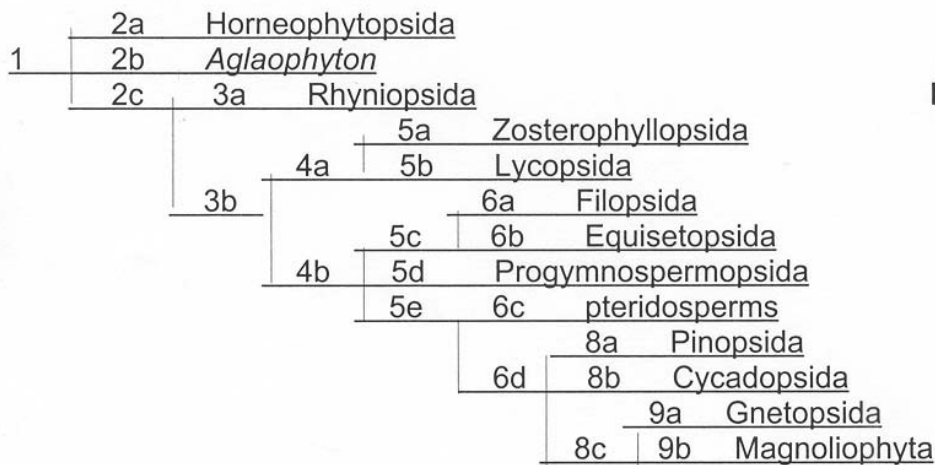 2a Horneophytopsida
1 2b Aglaophyton
2c 3a Rhyniopsida
5a Zosterophyllopsida
4a 5b Lycopsida
3b 6a Filopsida
5c 6b Equisetopsida
4b 5d Progymnospermopsida
5e 6c pteridosperms
8a Pinopsida
6d 8b Cycadopsida
9a Gnetopsida
8c 9b Magnoliophyta